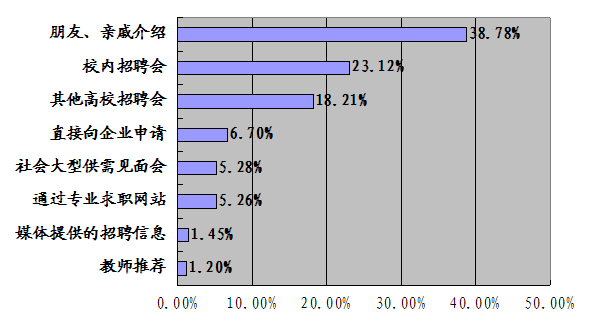 朋友、亲戚介绍 38.78%
校内招聘会 23.12%
其他高校招聘会 18.21%
直接向企业申请 6.70%
社会大型供需见面会 5.28%
通过专业求职网站 5.26%
媒体提供的招聘信息 1.45%
教师推荐 1.20%
0.00% 10.00% 20.00% 30.00% 40.00% 50.00%